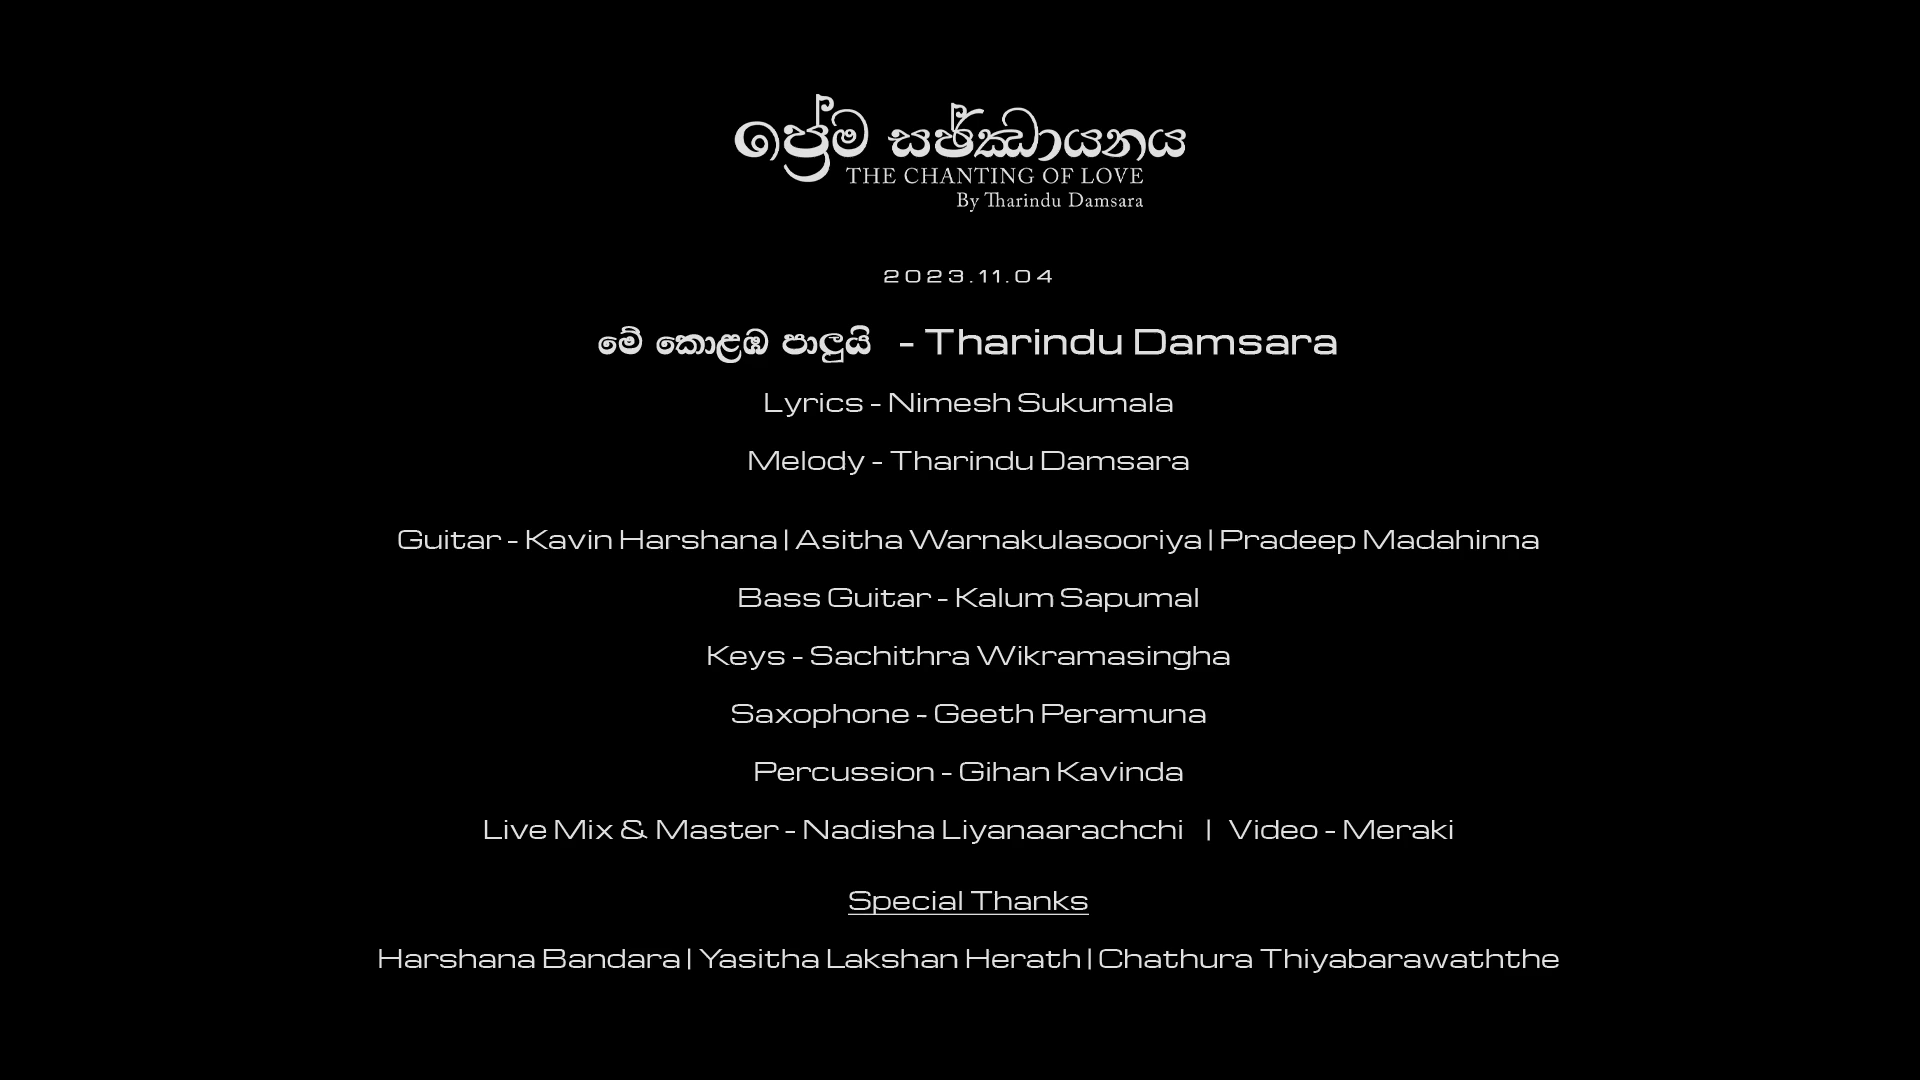 ප්‍රේම සජ්ඣායනය
THE CHANTING OF LOVE
By Tharindu Damsara
2023.11.04
මේ කොළඹ පාලුයි - Tharindu Damsara
Lyrics - Nimesh Sukumala
Melody - Tharindu Damsara
Guitar - Kavin Harshana | Asitha Warnakulasooriya | Pradeep Madahinna
Bass Guitar - Kalum Sapumal
Keys - Sachithra Wikramasingha
Saxophone - Geeth Peramuna
Percussion - Gihan Kavinda
Live Mix & Master - Nadisha Liyanaarachchi | Video - Meraki
Special Thanks
Harshana Bandara | Yasitha Lakshan Herath | Chathura Thiyabarawaththe